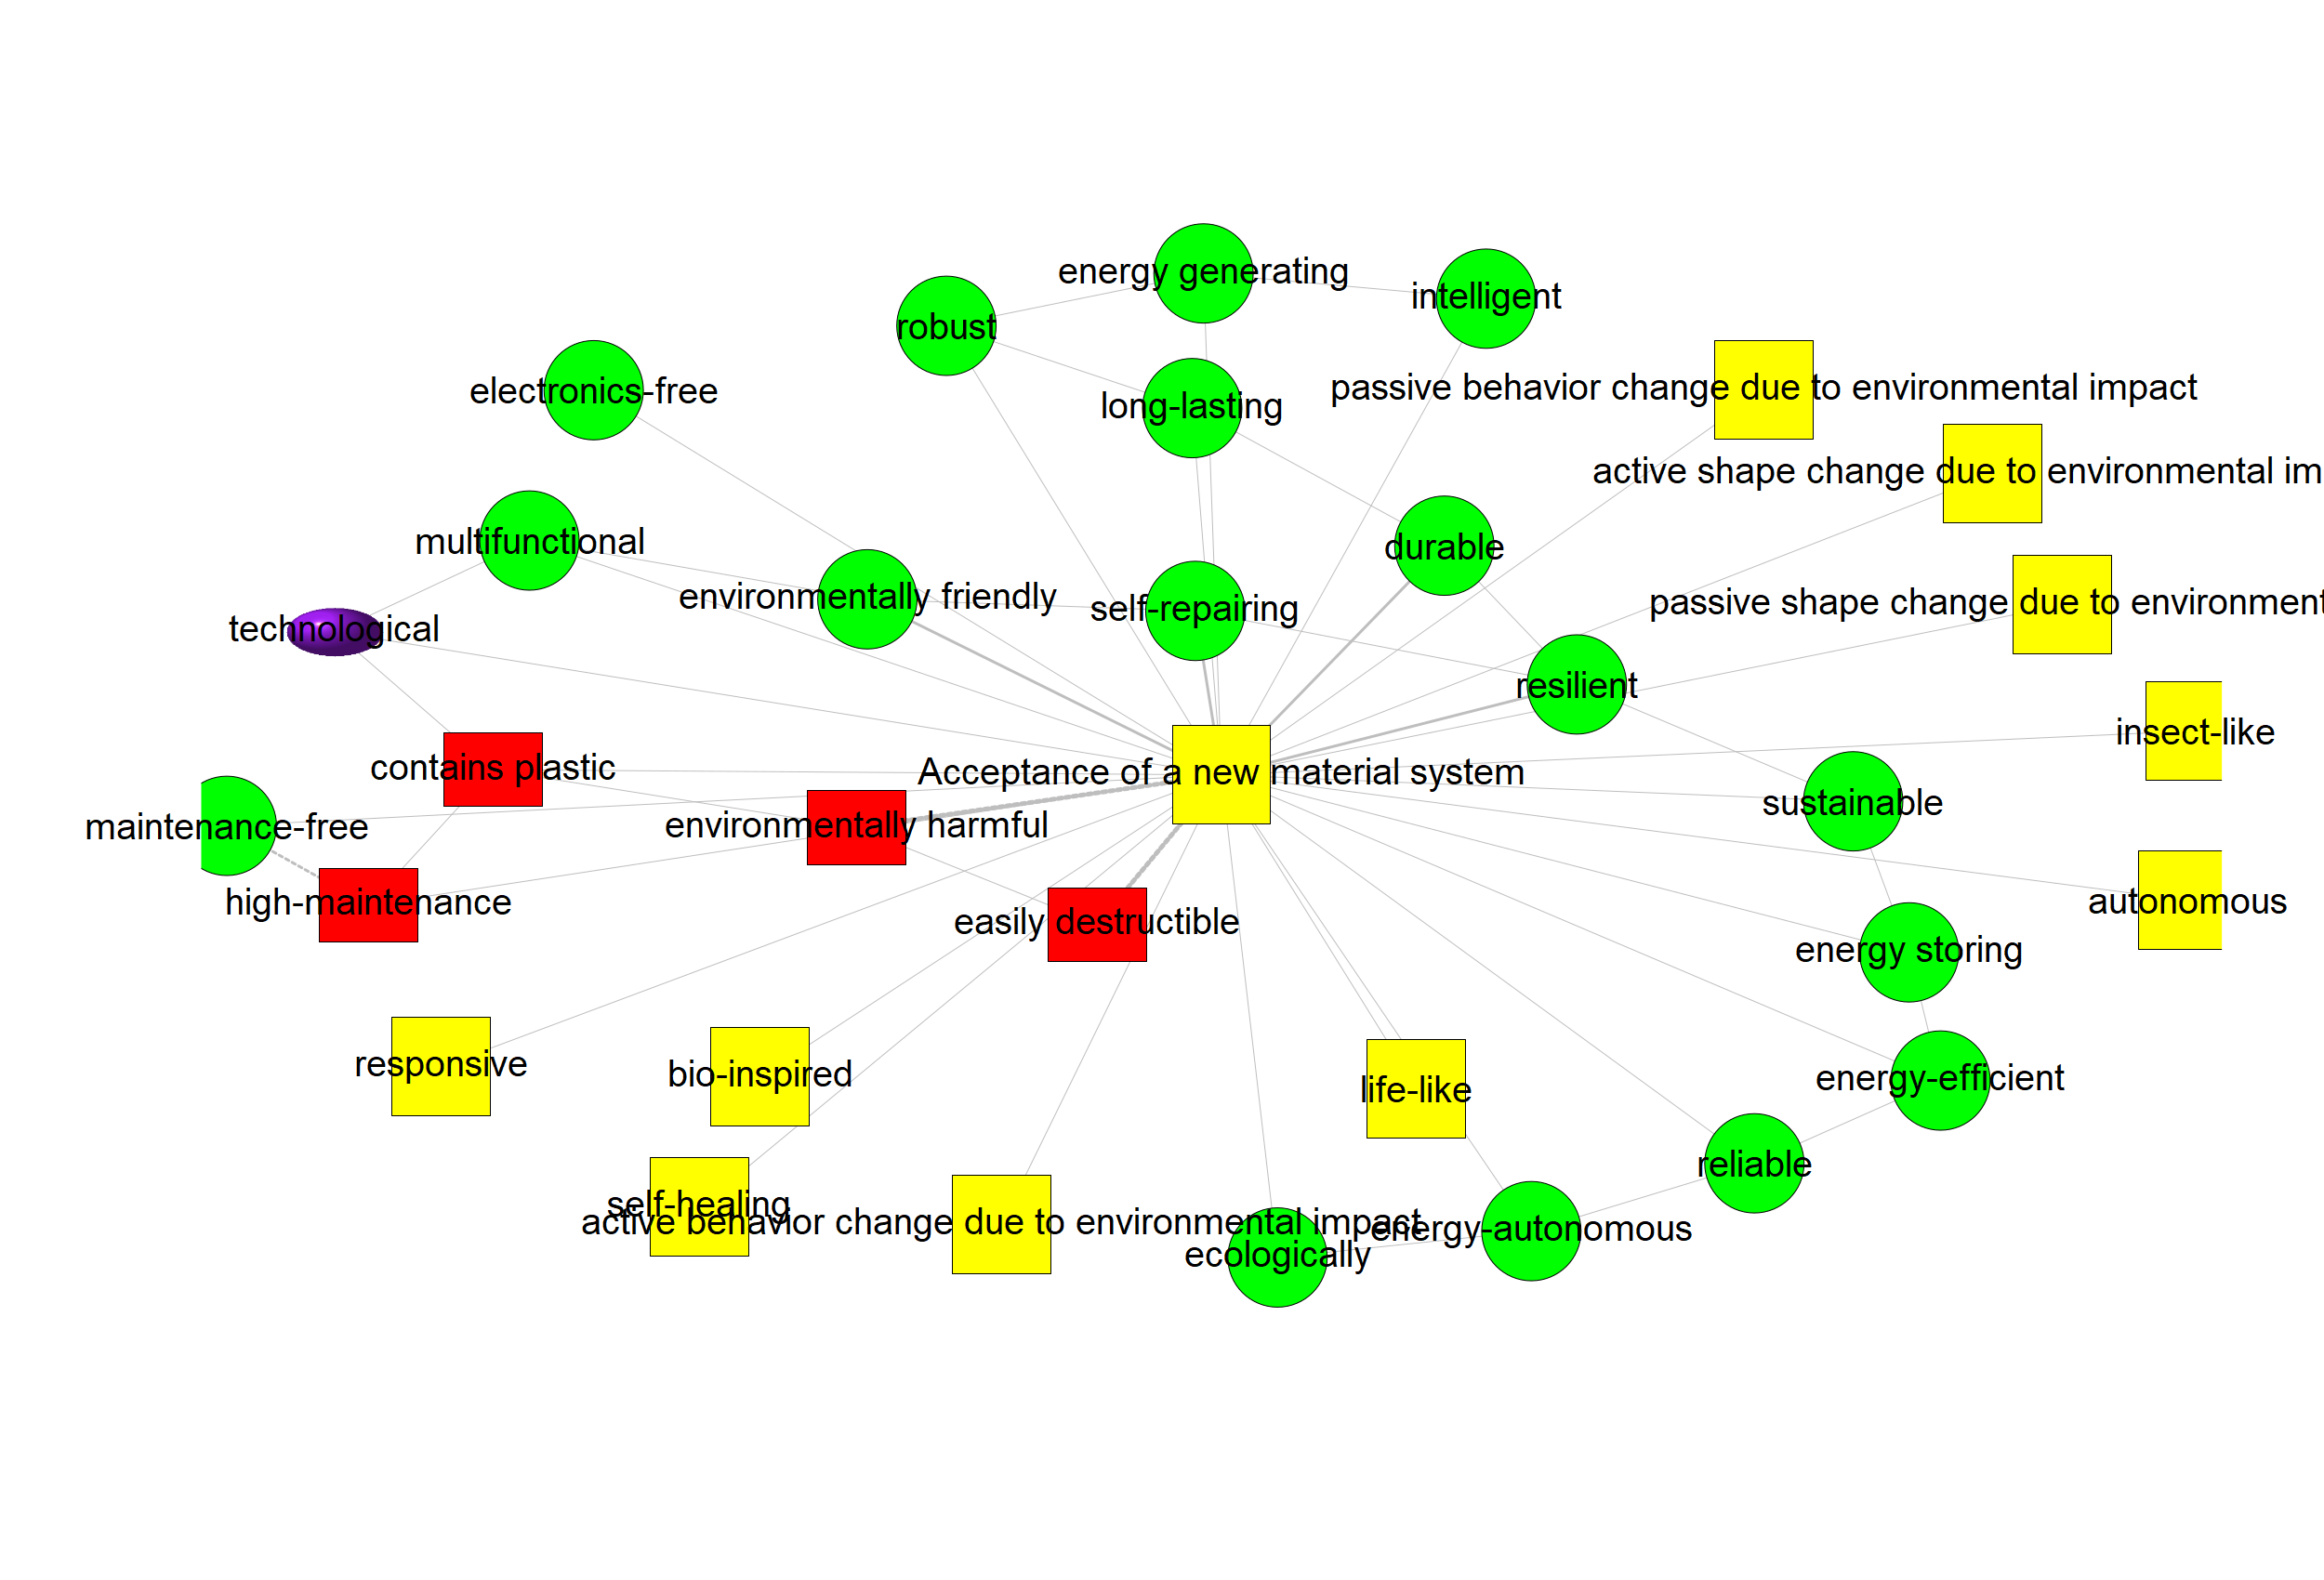 energy generating
intelligent
robust
electronics-free
passive behavior change due to environmental impact
long-lasting
active shape change due to environmental im
multifunctional
durable
environmentally friendly
self-repairing
passive shape change due to environment
technological
resilient
insect-like
contains plastic
Acceptance of a new material system
sustainable
maintenance-free
environmentally harmful
high-maintenance
autonomous
easily destructible
energy storing
responsive
bio-inspired
life-like
energy-efficient
reliable
self-healing
active behavior change due to environmental impact
energy-autonomous
ecologically